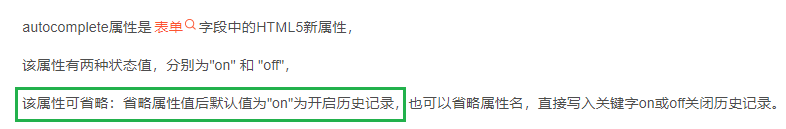 autocomplete属性是 表单 字段中的HTML5新属性，
该属性有两种状态值，分别为"on" 和 "off"，
该属性可省略：省略属性值后默认值为"on"为开启历史记录，也可以省略属性名，直接写入关键字on或off关闭历史记录。